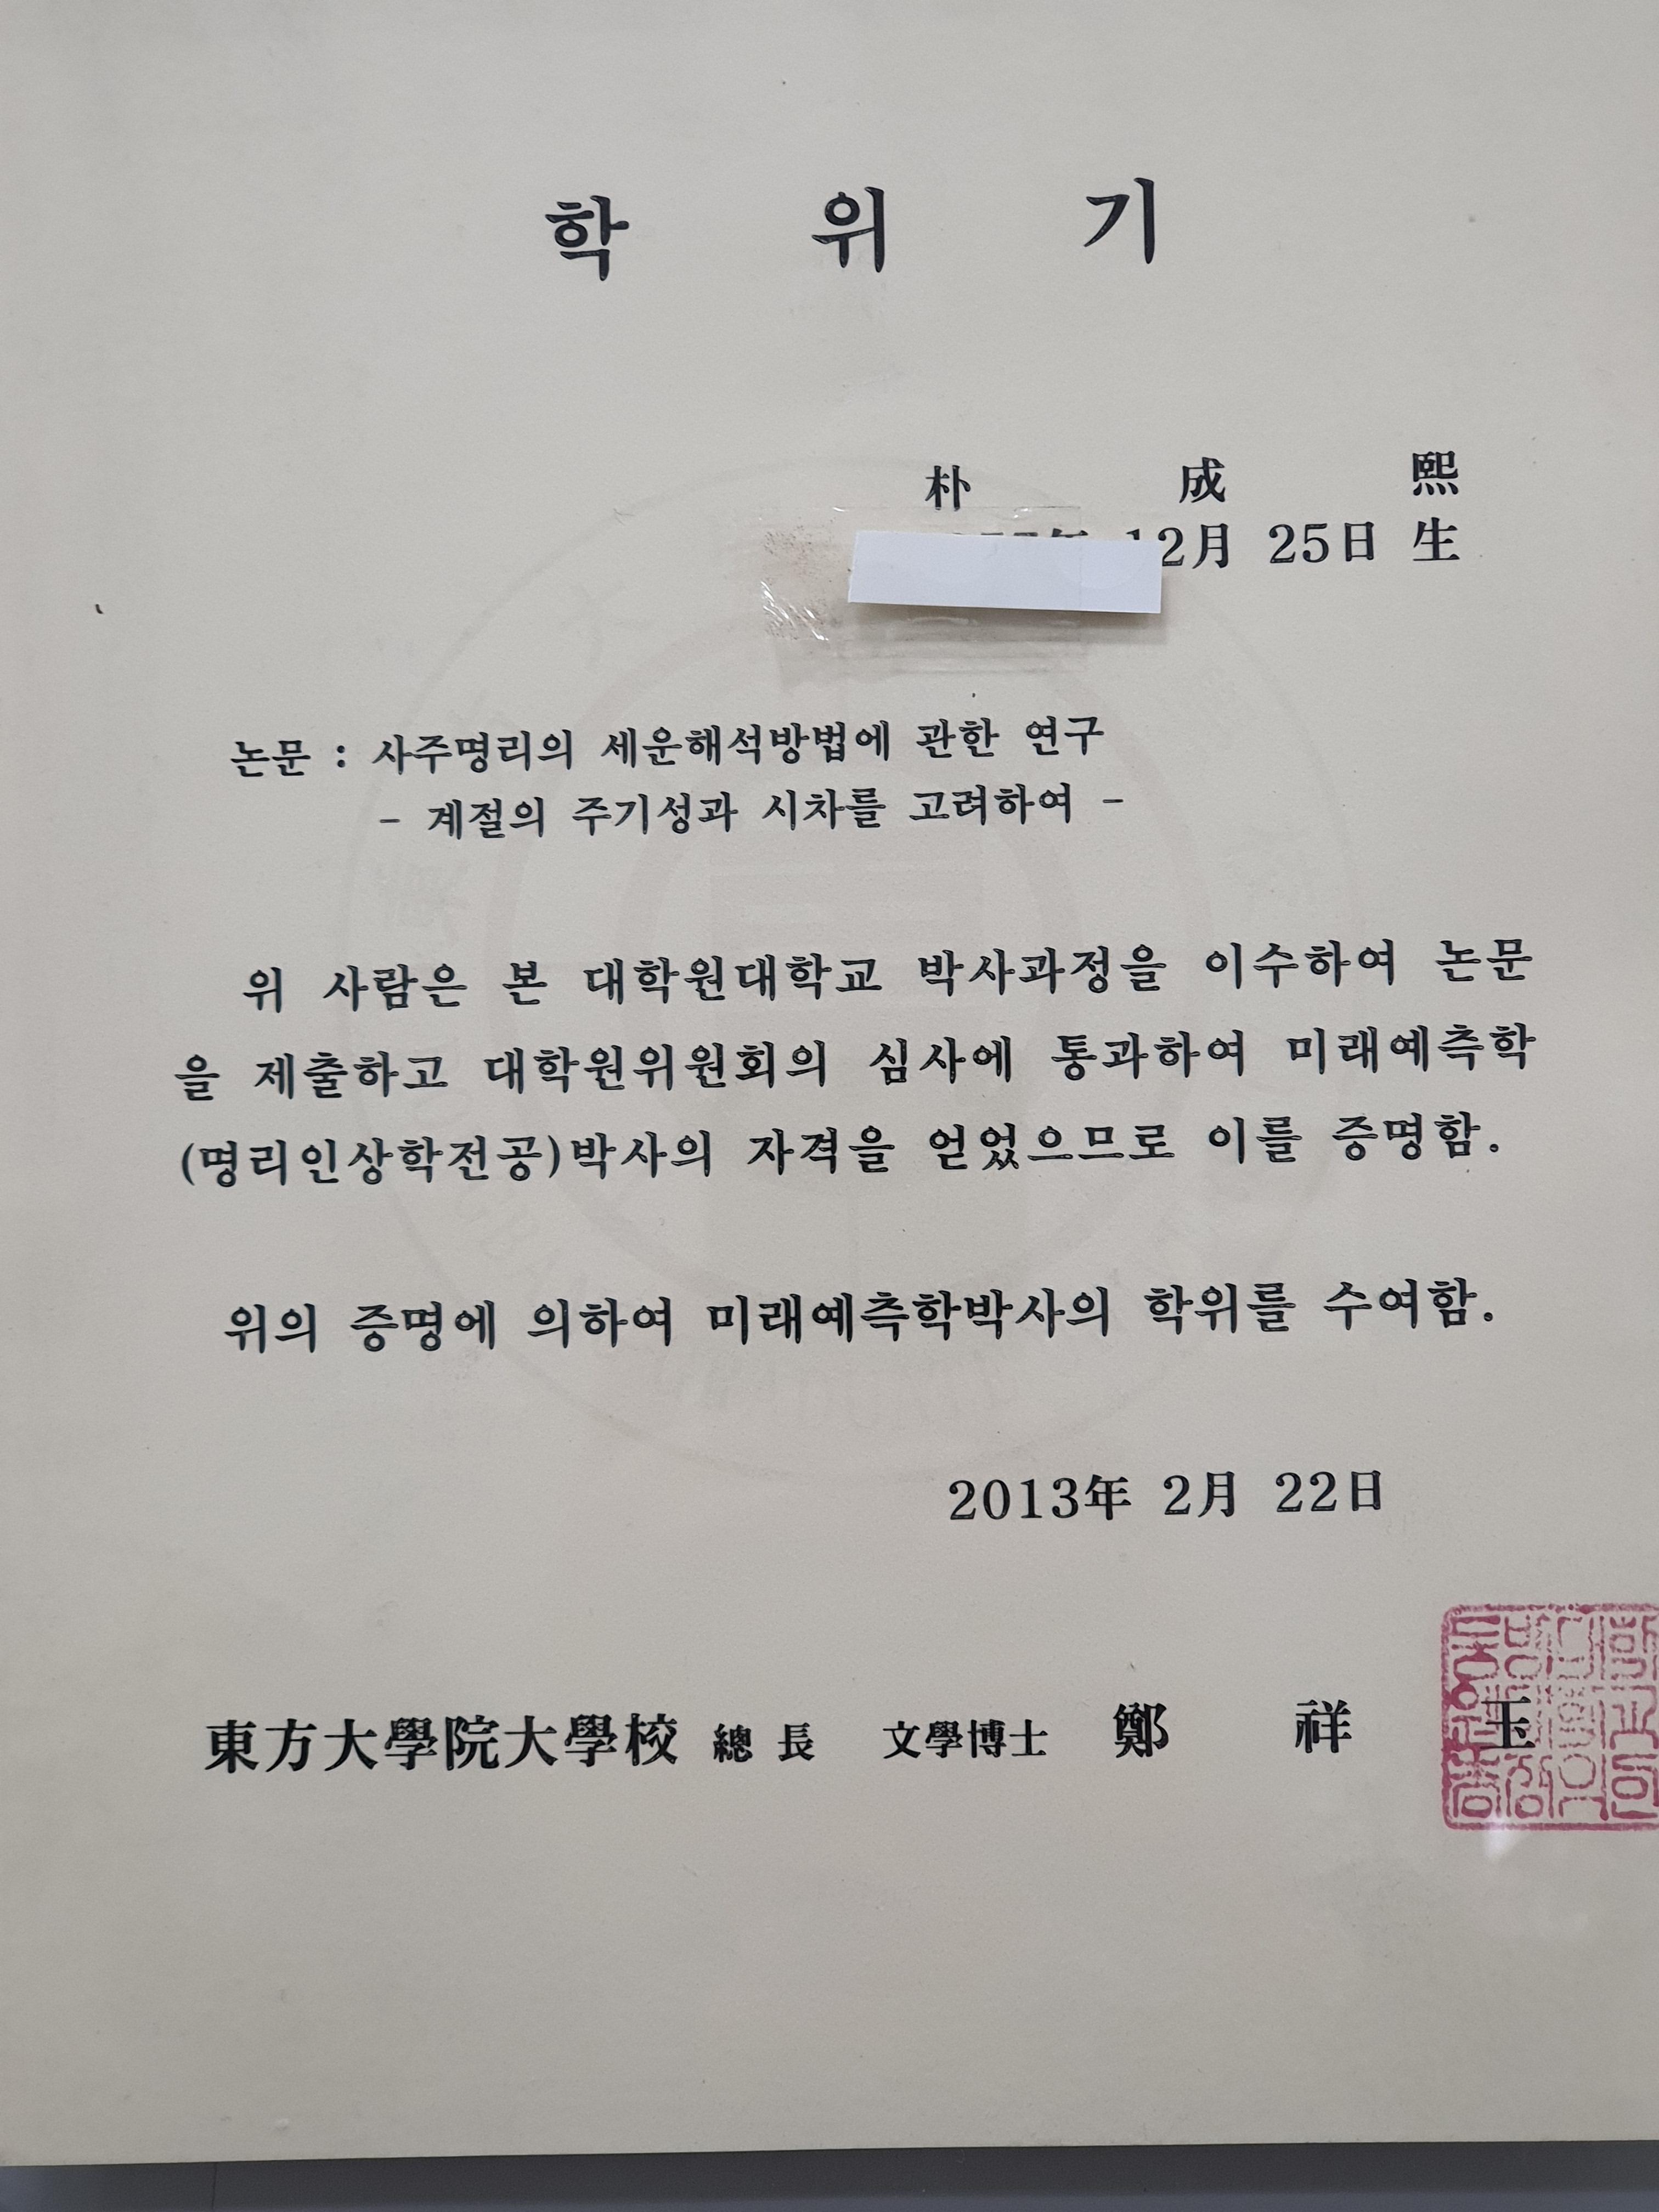 학 위 기
朴 成 熙
12月 25日 生
논문 : 사주명리의 세운해석방법에 관한 연구
- 계절의 주기성과 시차를 고려하여 -
위 사람은 본 대학원대학교 박사과정을 이수하여 논문
을 제출하고 대학원위원회의 심사에 통과하여 미래예측학
(명리인상학전공)박사의 자격을 얻었으므로 이를 증명함.
위의 증명에 의하여 미래예측학박사의 학위를 수여함.
2013年 2月 22日
東方大學院大學校 總 長 文學博士 鄭 祥 玉